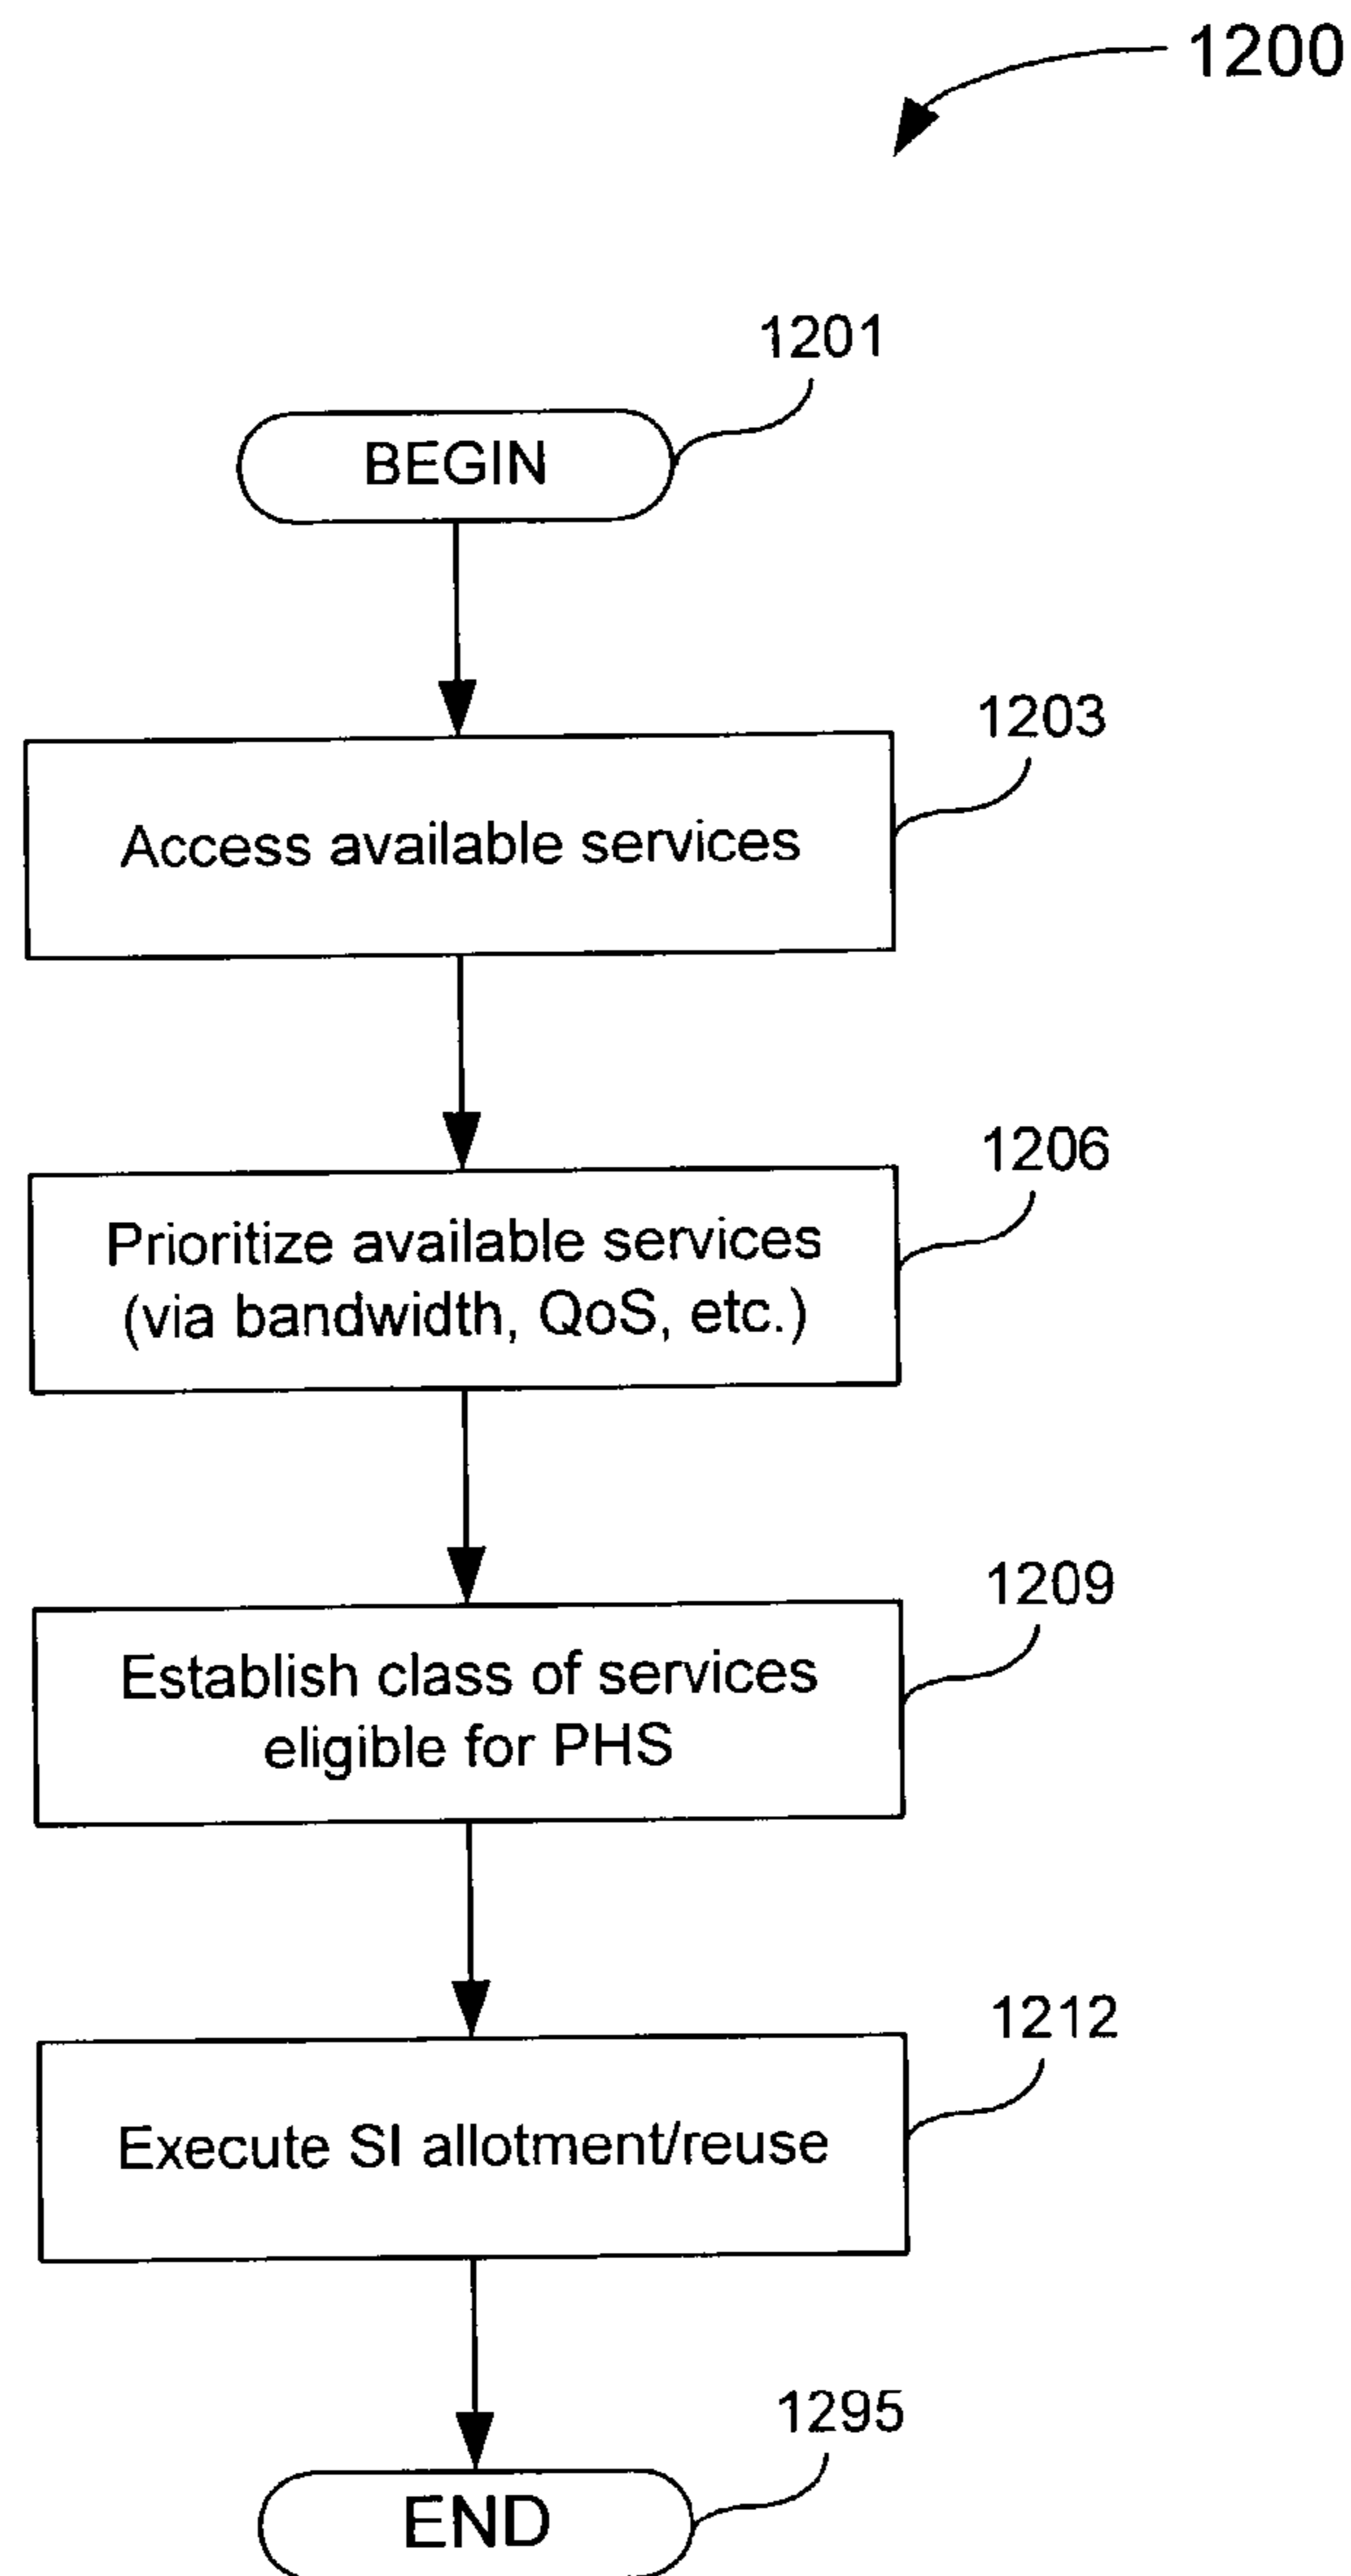 1200
1201
BEGIN
1203
Access available services
1206
Prioritize available services
(via bandwidth, QoS, etc.)
1209
Establish class of services
eligible for PHS
1212
Execute SI allotment/reuse
1295
END